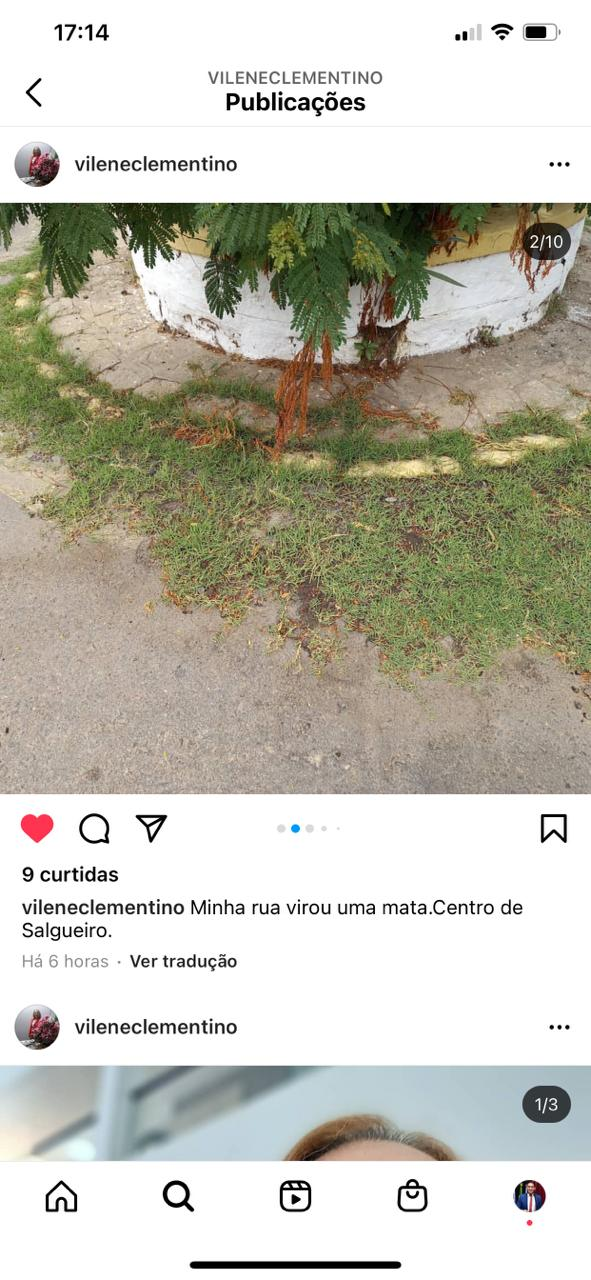 17:14
VILENECLEMENTINO
Publicações
vileneclementino
2/10
9 curtidas
vileneclementino Minha rua virou uma mata.Centro de
Salgueiro.
Há 6 horas · Ver tradução
vileneclementino
1/3